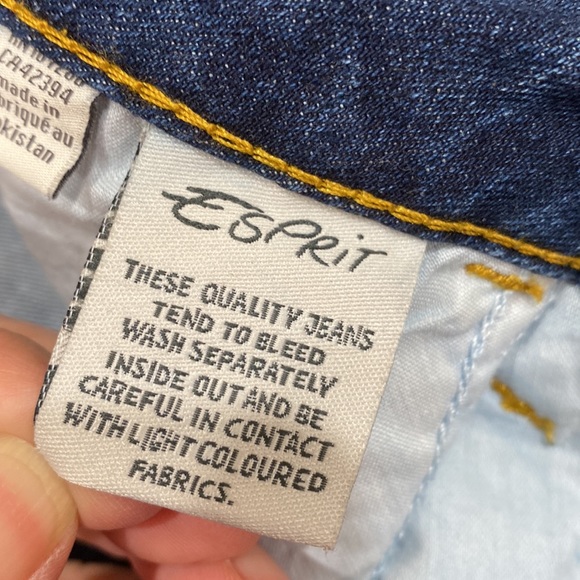 CA42394
made in
kistan
ESPRIT
THESE QUALITY JEANS
TEND TO BLEED
WASH SEPARATELY
INSIDE OUT AND BE
CAREFUL IN CONTACT
WITH LIGHT COLOURED
FABRICS.